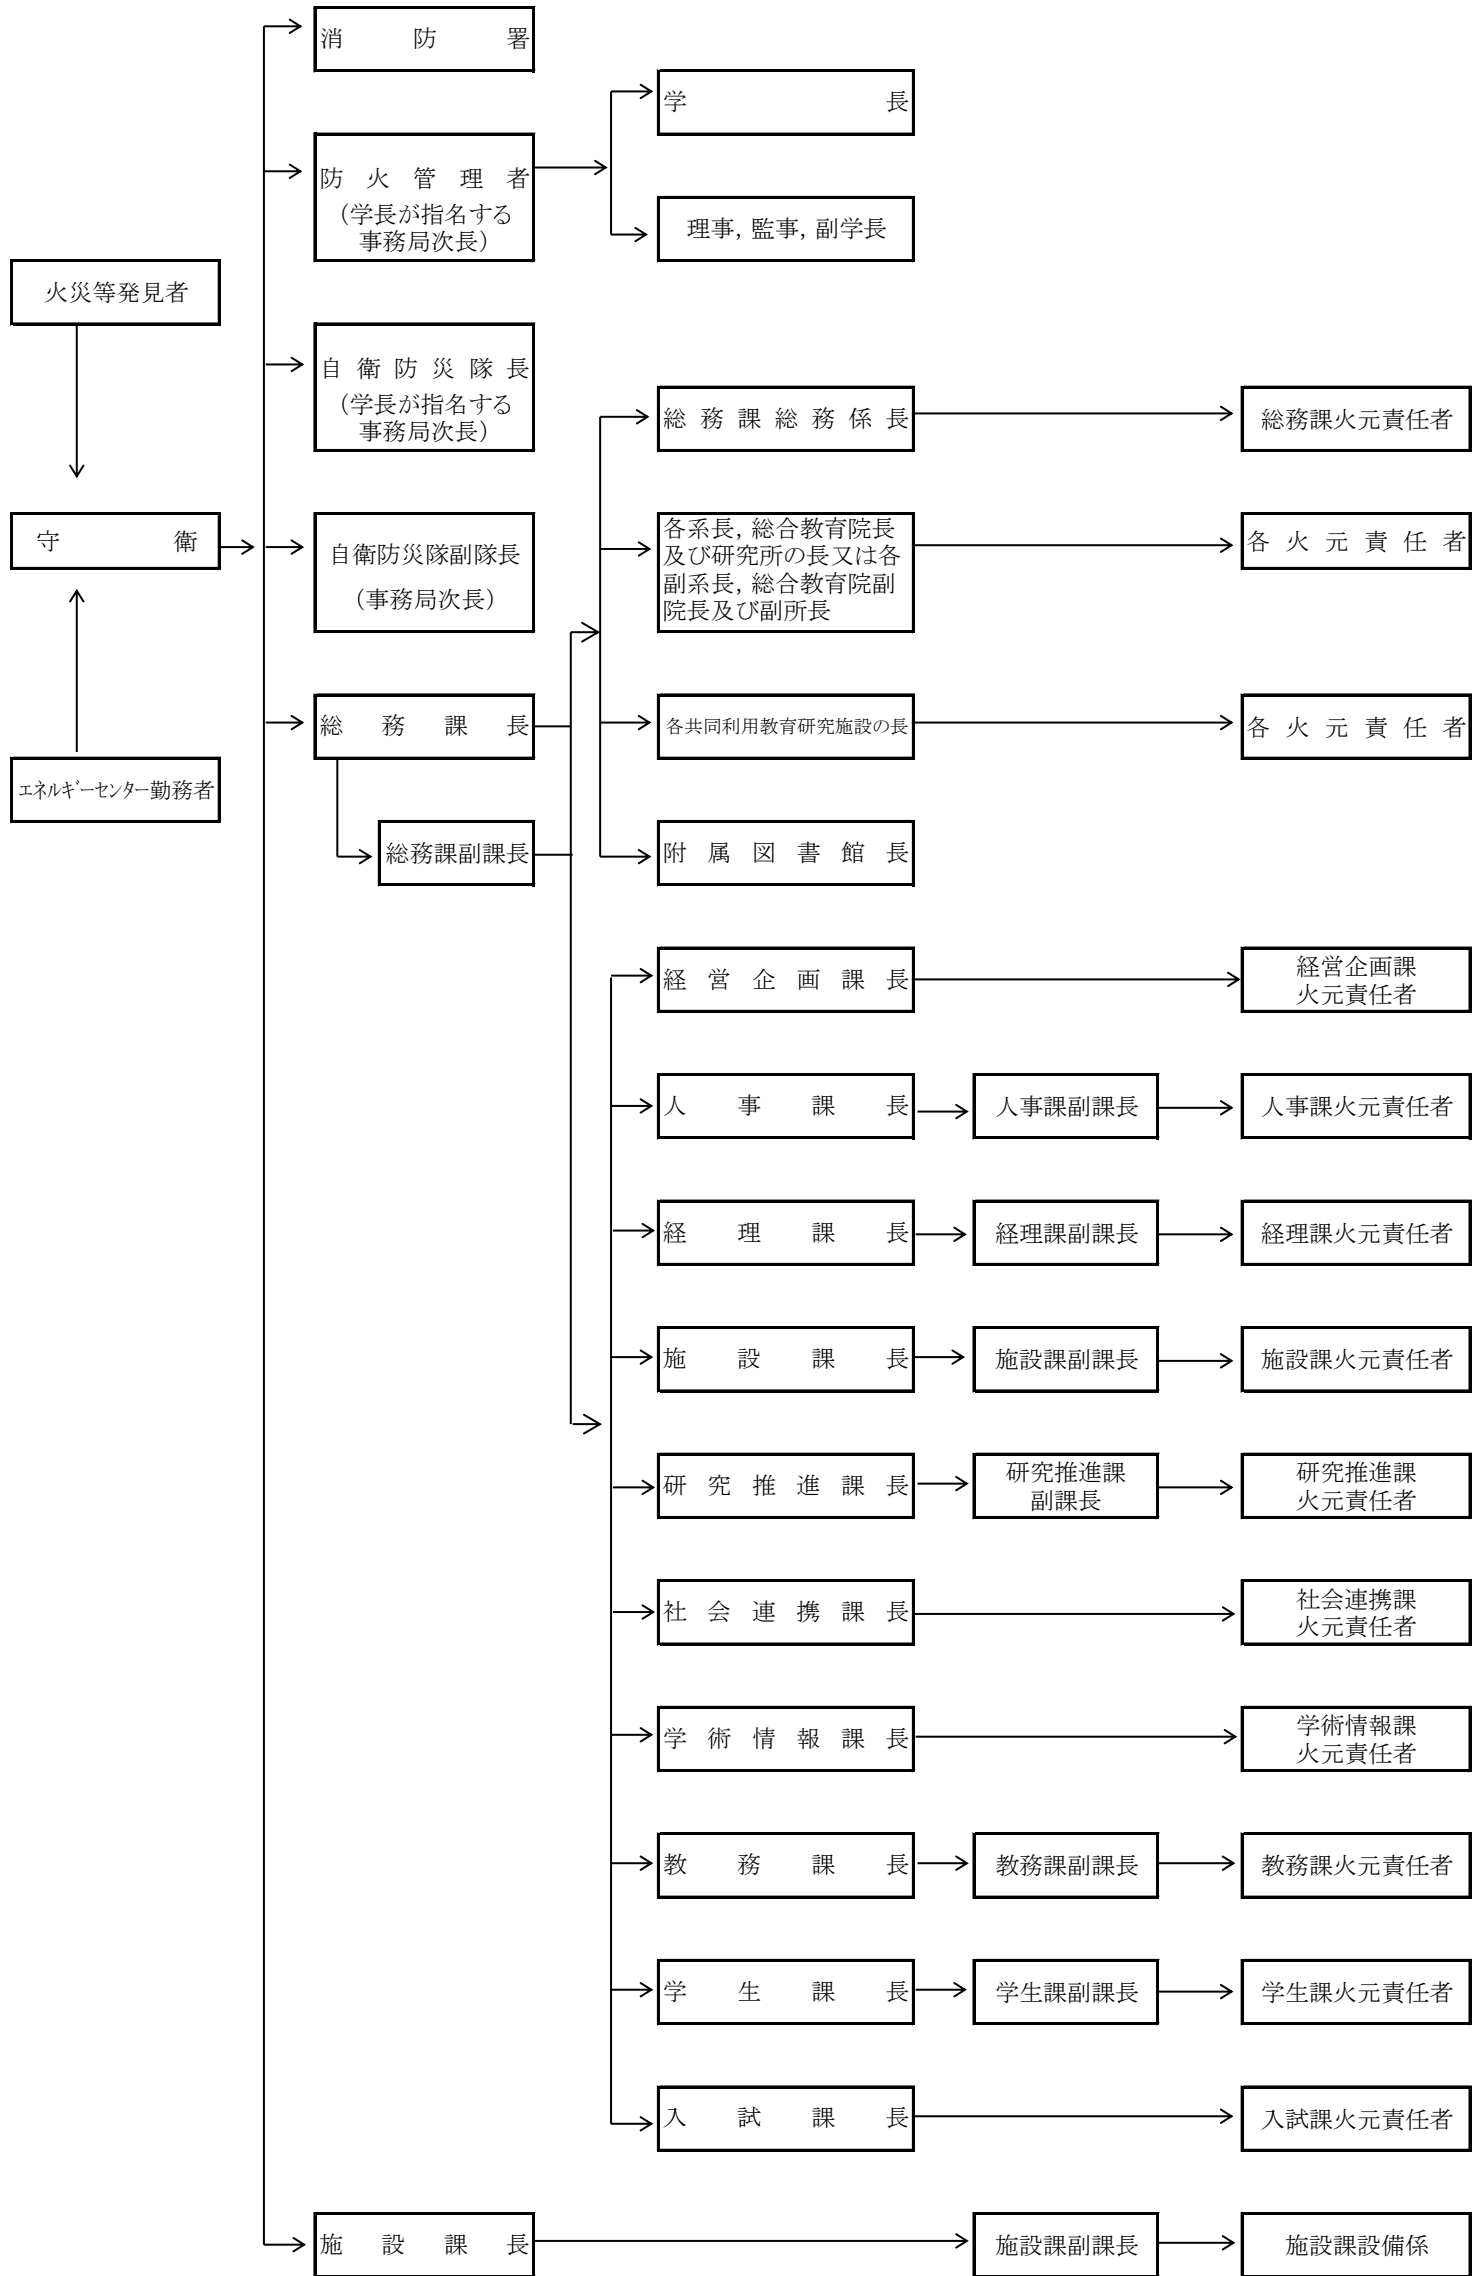 消防署
学長
防火管理者
（学長が指名する
事務局次長）
理事, 監事, 副学長
火災等発見者
自衛防災隊長
（学長が指名する
事務局次長）
総務課総務係長
総務課火元責任者
守衛
自衛防災隊副隊長
（事務局次長）
各系長, 総合教育院長
及び研究所の長又は各
副系長, 総合教育院副
院長及び副所長
各火元責任者
総務課長
各共同利用教育研究施設の長
各火元責任者
エネルギーセンター勤務者
総務課副課長
附属図書館長
経営企画課長
経営企画課
火元責任者
人事課長
人事課副課長
人事課火元責任者
経理課長
経理課副課長
経理課火元責任者
施設課長
施設課副課長
施設課火元責任者
研究推進課長
研究推進課
副課長
研究推進課
火元責任者
社会連携課長
社会連携課
火元責任者
学術情報課長
学術情報課
火元責任者
教務課長
教務課副課長
教務課火元責任者
学生課長
学生課副課長
学生課火元責任者
入試課長
入試課火元責任者
施設課長
施設課副課長
施設課設備係